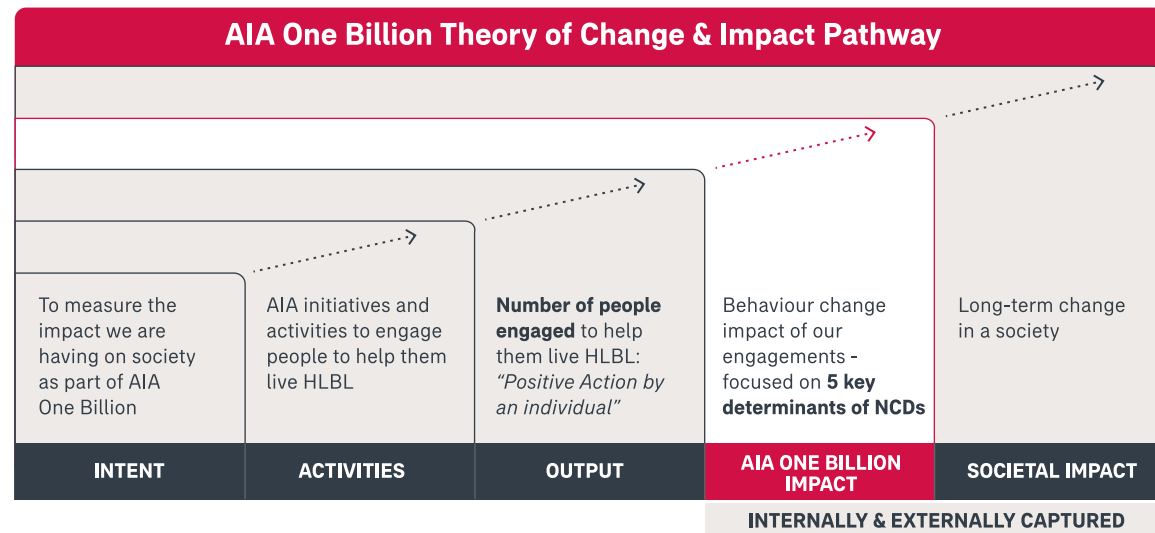 AIA One Billion Theory of Change & Impact Pathway
To measure the
impact we are
having on society
as part of AIA
One Billion
AIA initiatives and
activities to engage
people to help them
live HLBL
Number of people
engaged to help
them live HLBL:
“Positive Action by
an individual”
Behaviour change
impact of our
engagements -
focused on 5 key
determinants of NCDs
Long-term change
in a society
INTENT
ACTIVITIES
OUTPUT
AIA ONE BILLION
IMPACT
SOCIETAL IMPACT
INTERNALLY & EXTERNALLY CAPTURED